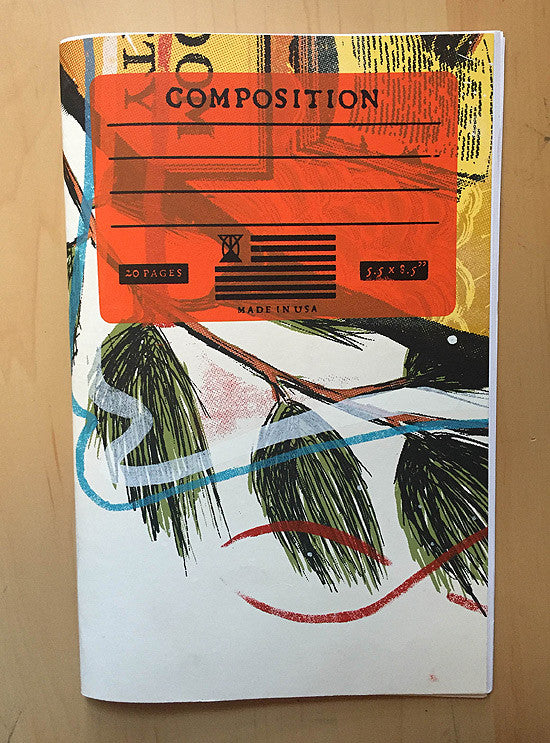 COMPOSITION
20 PAGES
5.5 x 8.5"
MADE IN USA